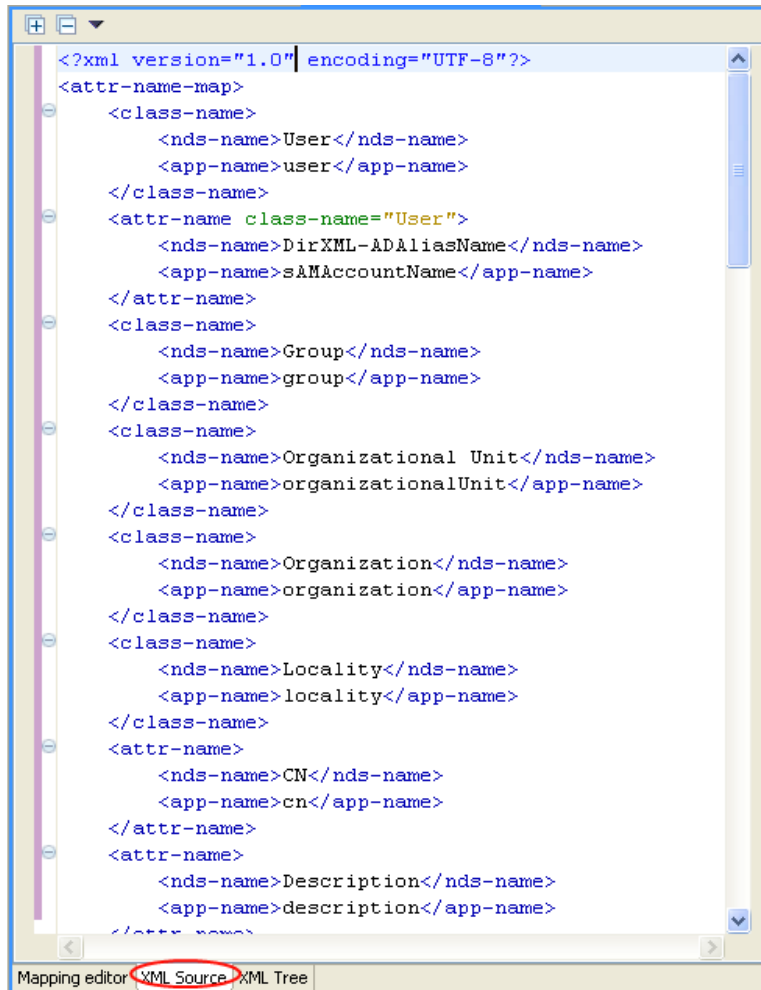 <?xml version="1.0" encoding="UTF-8"?>
<attr-name-map>
    <class-name>
        <nds-name>User</nds-name>
        <app-name>user</app-name>
    </class-name>
    <attr-name class-name="User">
        <nds-name>DirXML-ADAliasName</nds-name>
        <app-name>sAMAccountName</app-name>
    </attr-name>
    <class-name>
        <nds-name>Group</nds-name>
        <app-name>group</app-name>
    </class-name>
    <class-name>
        <nds-name>Organizational Unit</nds-name>
        <app-name>organizationalUnit</app-name>
    </class-name>
    <class-name>
        <nds-name>Organization</nds-name>
        <app-name>organization</app-name>
    </class-name>
    <class-name>
        <nds-name>Locality</nds-name>
        <app-name>locality</app-name>
    </class-name>
    <attr-name>
        <nds-name>CN</nds-name>
        <app-name>cn</app-name>
    </attr-name>
    <attr-name>
        <nds-name>Description</nds-name>
        <app-name>description</app-name>
    </attr-name>
Mapping editor XML Source XML Tree